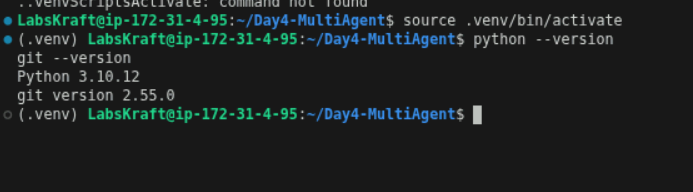 ..venvScriptsActivate: command not found
LabsKraft@ip-172-31-4-95:~/Day4-MultiAgent$ source .venv/bin/activate
(.venv) LabsKraft@ip-172-31-4-95:~/Day4-MultiAgent$ python --version
git --version
Python 3.10.12
git version 2.55.0
(.venv) LabsKraft@ip-172-31-4-95:~/Day4-MultiAgent$